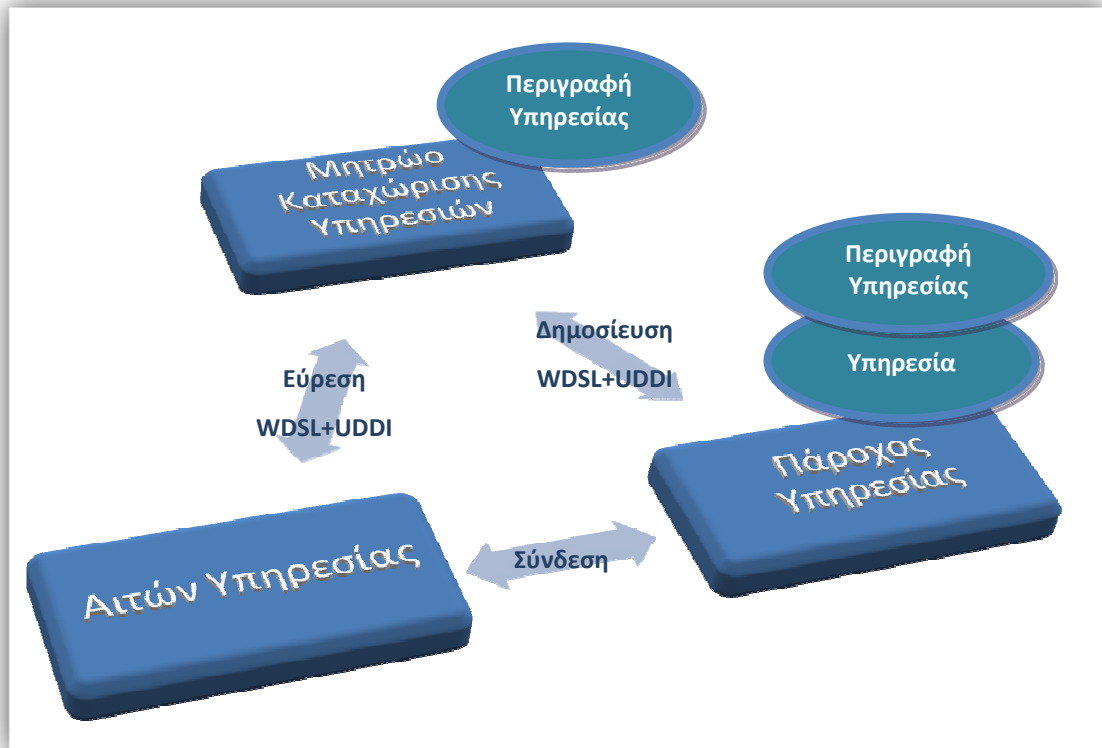 Περιγραφή
Υπηρεσίας
Μητρώο
Καταχώρισης
Υπηρεσιών
Περιγραφή
Υπηρεσίας
Υπηρεσία
Δημοσίευση
WDSL+UDDI
Εύρεση
WDSL+UDDI
Πάροχος
Υπηρεσίας
Σύνδεση
Αιτών Υπηρεσίας